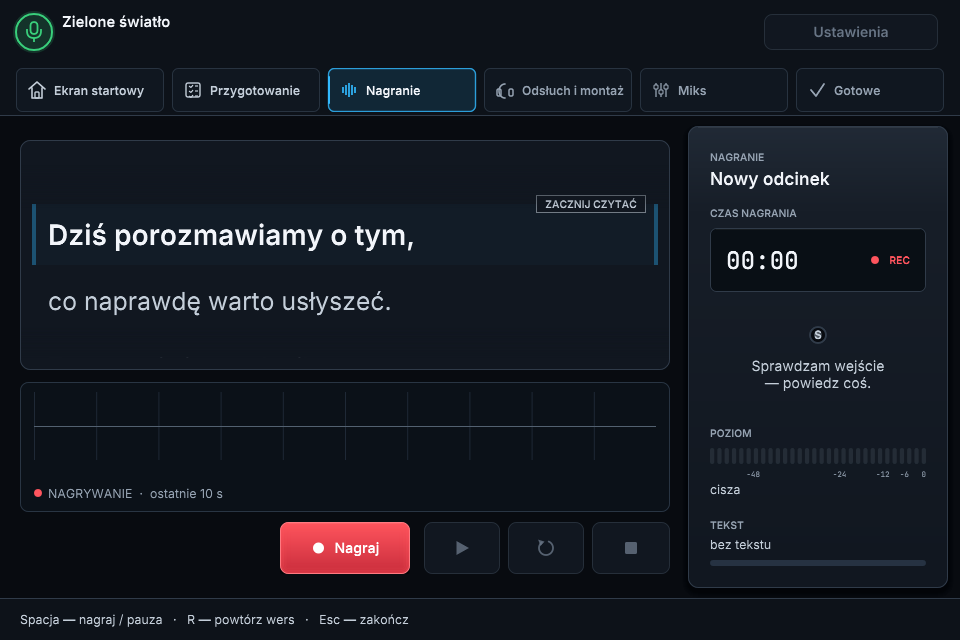 Zielone światło
Ustawienia
Ekran startowy
Przygotowanie
Nagranie
Odsłuch i montaż
Miks
Gotowe
ZACZNIJ CZYTAĆ
Dziś porozmawiamy o tym,
co naprawdę warto usłyszeć.
NAGRYWANIE · ostatnie 10 s
Nagraj
NAGRANIE
Nowy odcinek
CZAS NAGRANIA
00:00
REC
S
Sprawdzam wejście
— powiedz coś.
POZIOM
-48 -24 -12 -6 0
cisza
TEKST
bez tekstu
Spacja — nagraj / pauza · R — powtórz wers · Esc — zakończ